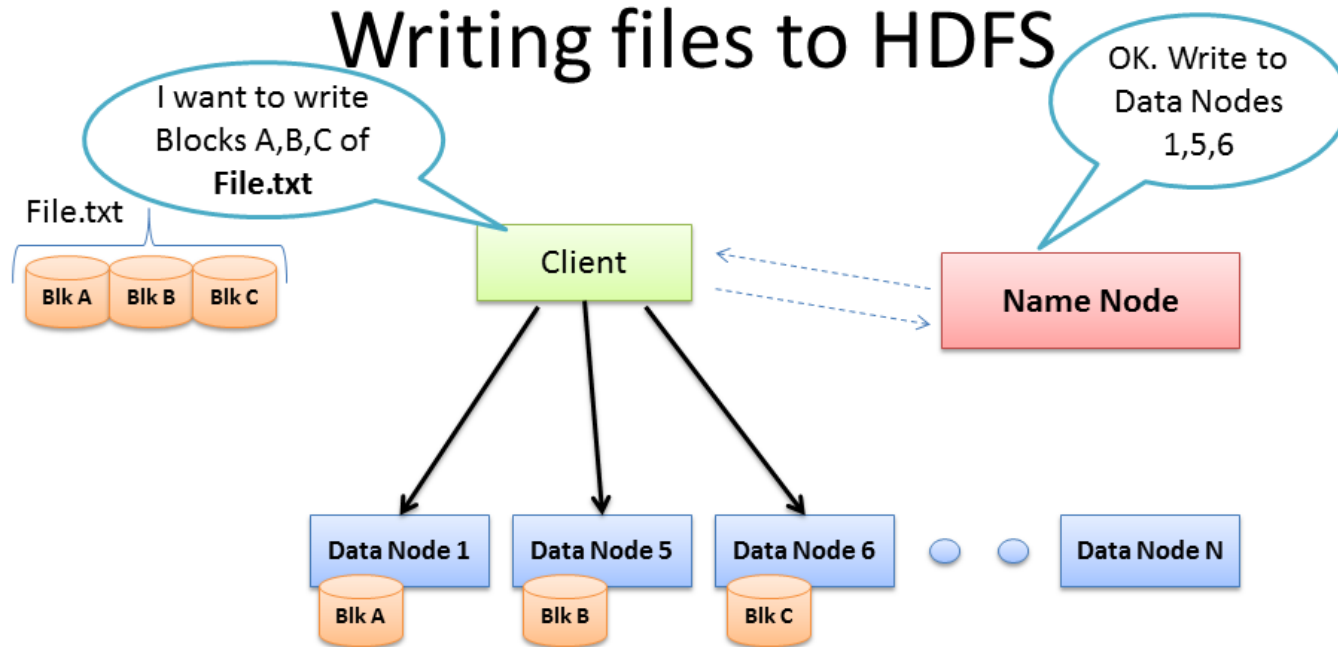 Writing files to HDFS
I want to write
Blocks A,B,C of
File.txt
OK. Write to
Data Nodes
1,5,6
File.txt
Blk A
Blk B
Blk C
Client
Name Node
Data Node 1
Data Node 5
Data Node 6
Data Node N
Blk A
Blk B
Blk C